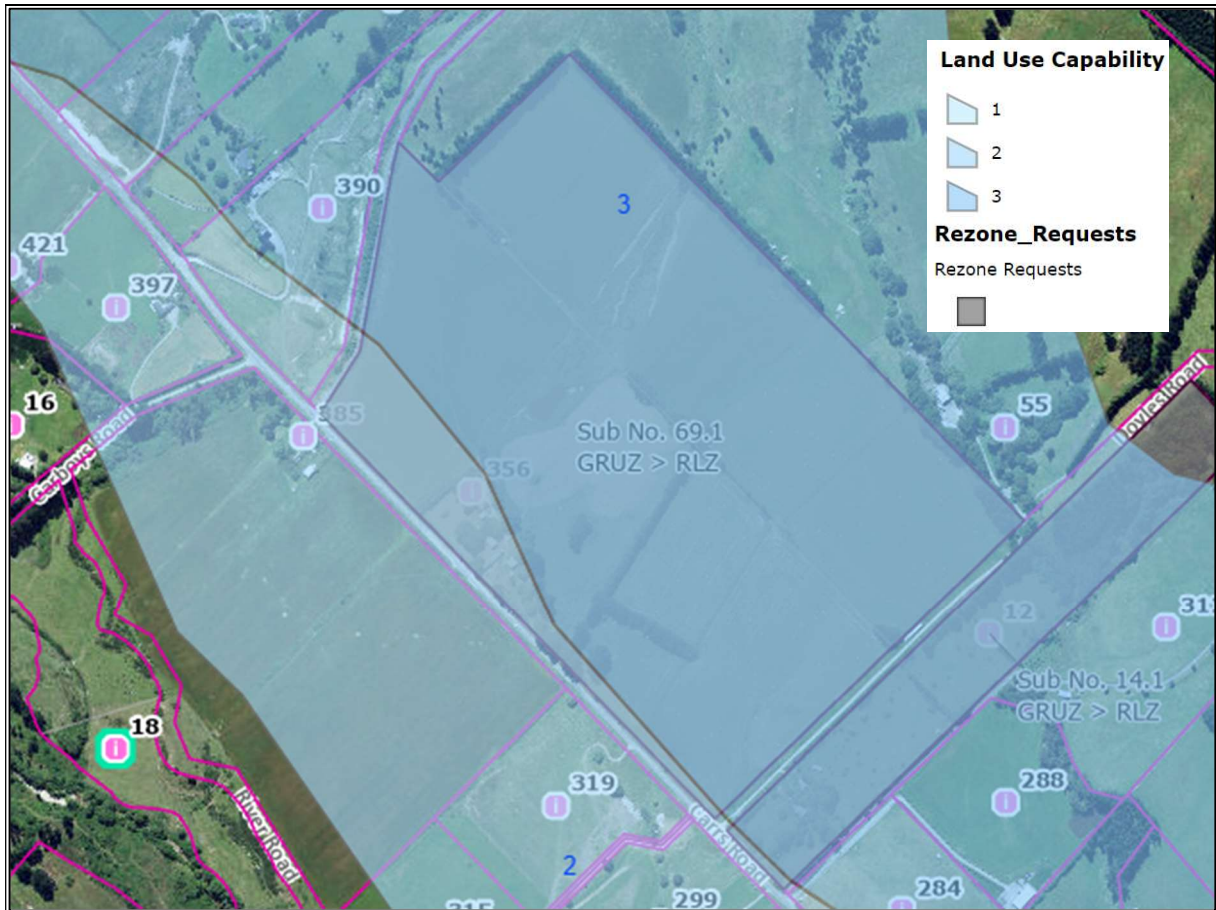 Land Use Capability
1
2
3
Rezone_Requests
Rezone Requests
390
3
421
397
16
385
55
Doyles Road
Carboys Road
Sub No. 69.1
GRUZ > RLZ
356
12
313
Sub No. 14.1
GRUZ > RLZ
18
River Road
319
288
Carrs Road
2
284
299
315